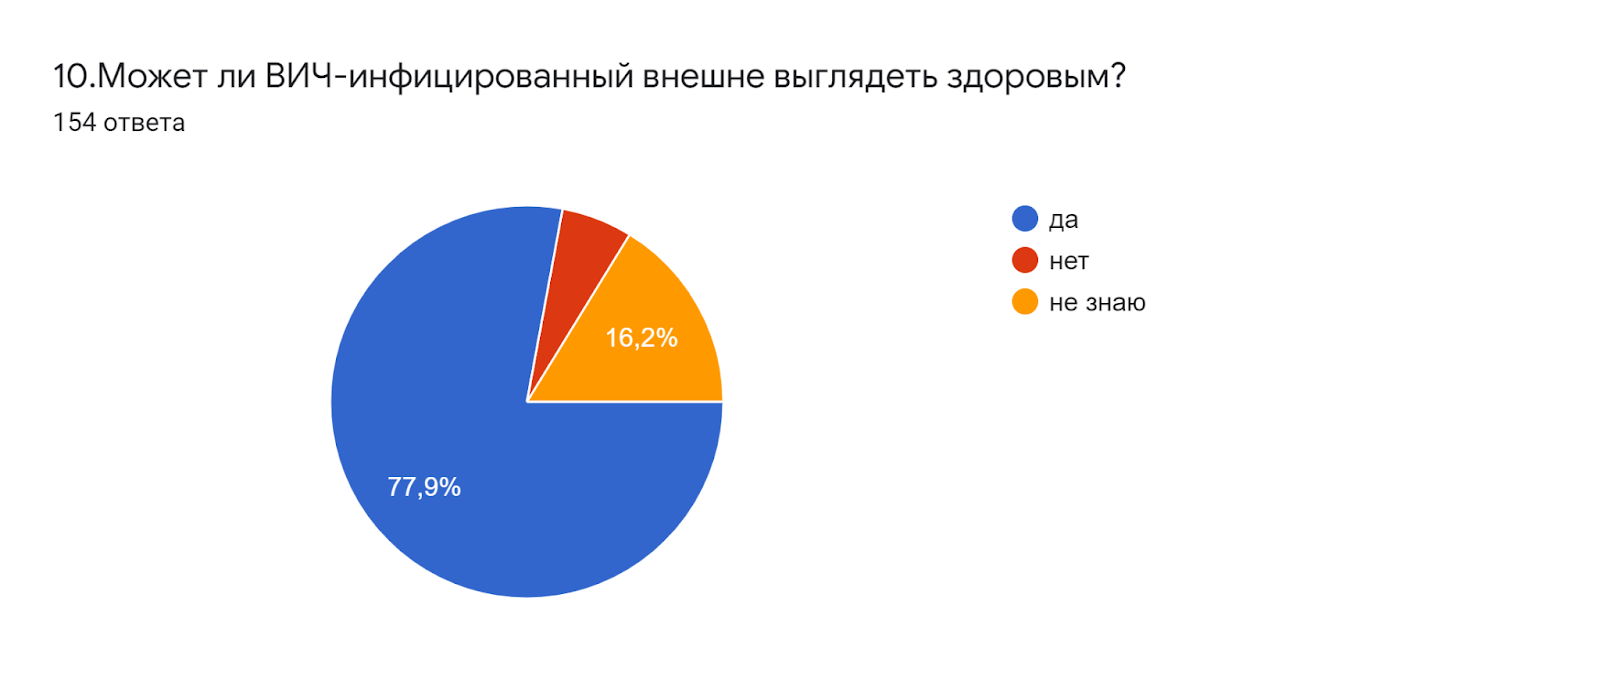 10.Может ли ВИЧ-инфицированный внешне выглядеть здоровым?
154 ответа
да
нет
не знаю
16,2%
77,9%